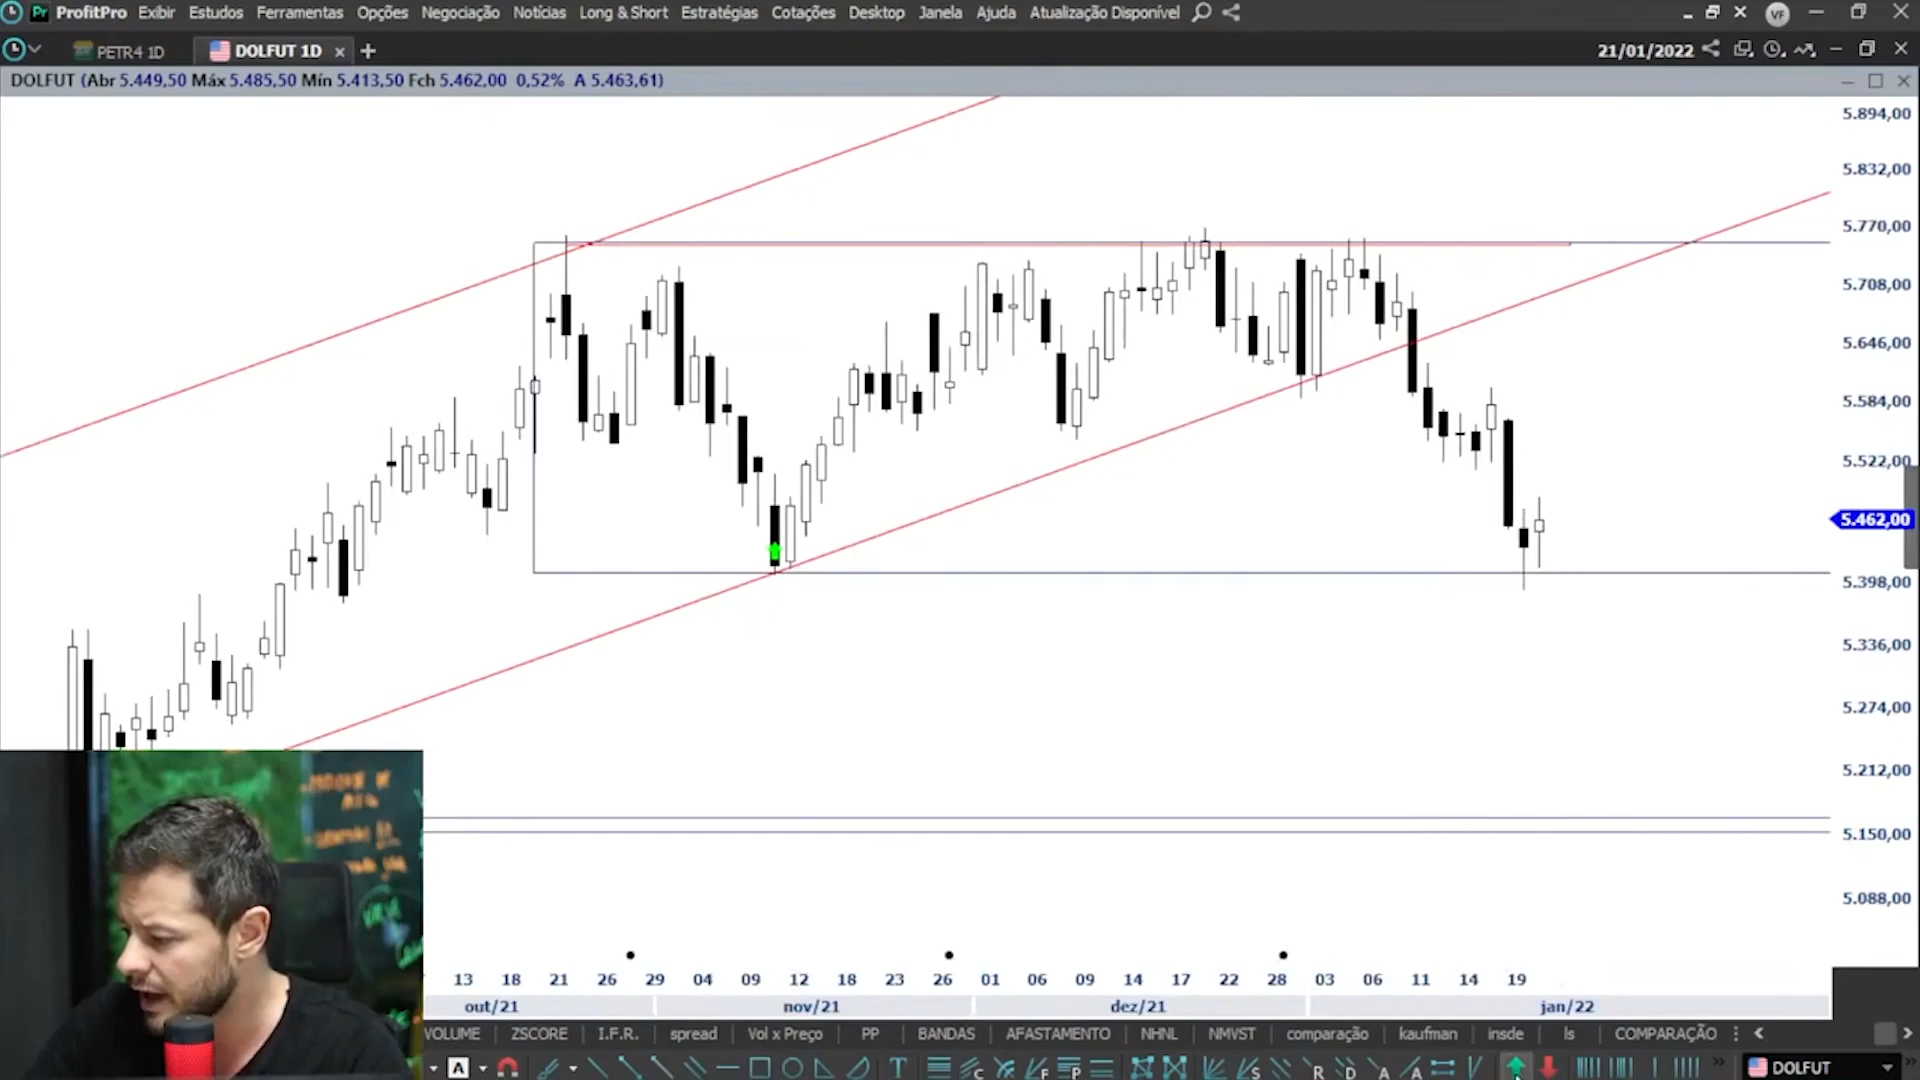 ProfitPro Exibir Estudos Ferramentas Opções Negociação Notícias Long & Short Estratégias Cotações Desktop Janela Ajuda Atualização Disponível VF
PETR4 1D DOLFUT 1D 21/01/2022
DOLFUT (Abr 5.449,50 Máx 5.485,50 Mín 5.413,50 Fch 5.462,00 0,52% A 5.463,61)
5.894,00
5.832,00
5.770,00
5.708,00
5.646,00
5.584,00
5.522,00
5.462,00
5.398,00
5.336,00
5.274,00
5.212,00
5.150,00
5.088,00
13 18 21 26 29 04 09 12 18 23 26 01 06 09 14 17 22 28 03 06 11 14 19
out/21 nov/21 dez/21 jan/22
VOLUME ZSCORE I.F.R. spread Vol x Preço PP BANDAS AFASTAMENTO NHNL NMVST comparação kaufman insde ls COMPARAÇÃO
A T C F P S R D A A DOLFUT